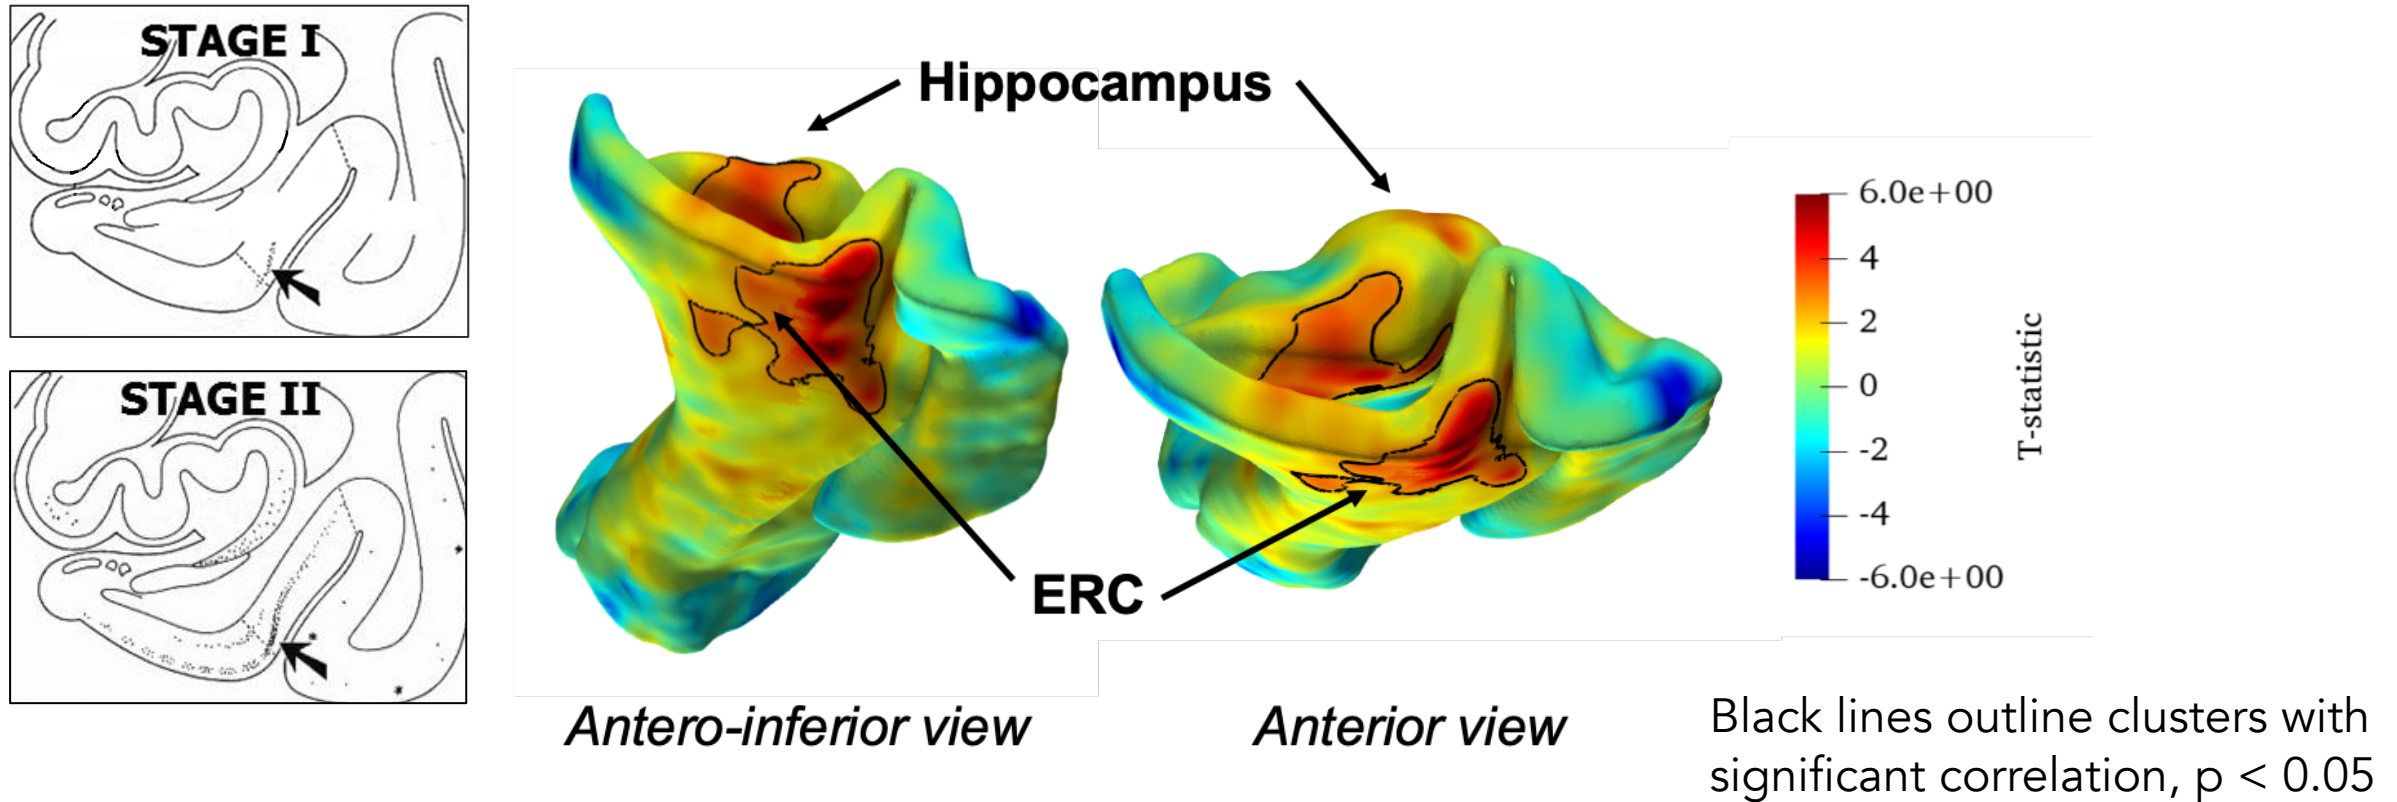 STAGE I
STAGE II
Hippocampus
ERC
Antero-inferior view
Anterior view
6.0e+00
4
2
0
-2
-4
-6.0e+00
T-statistic
Black lines outline clusters with
significant correlation, p < 0.05